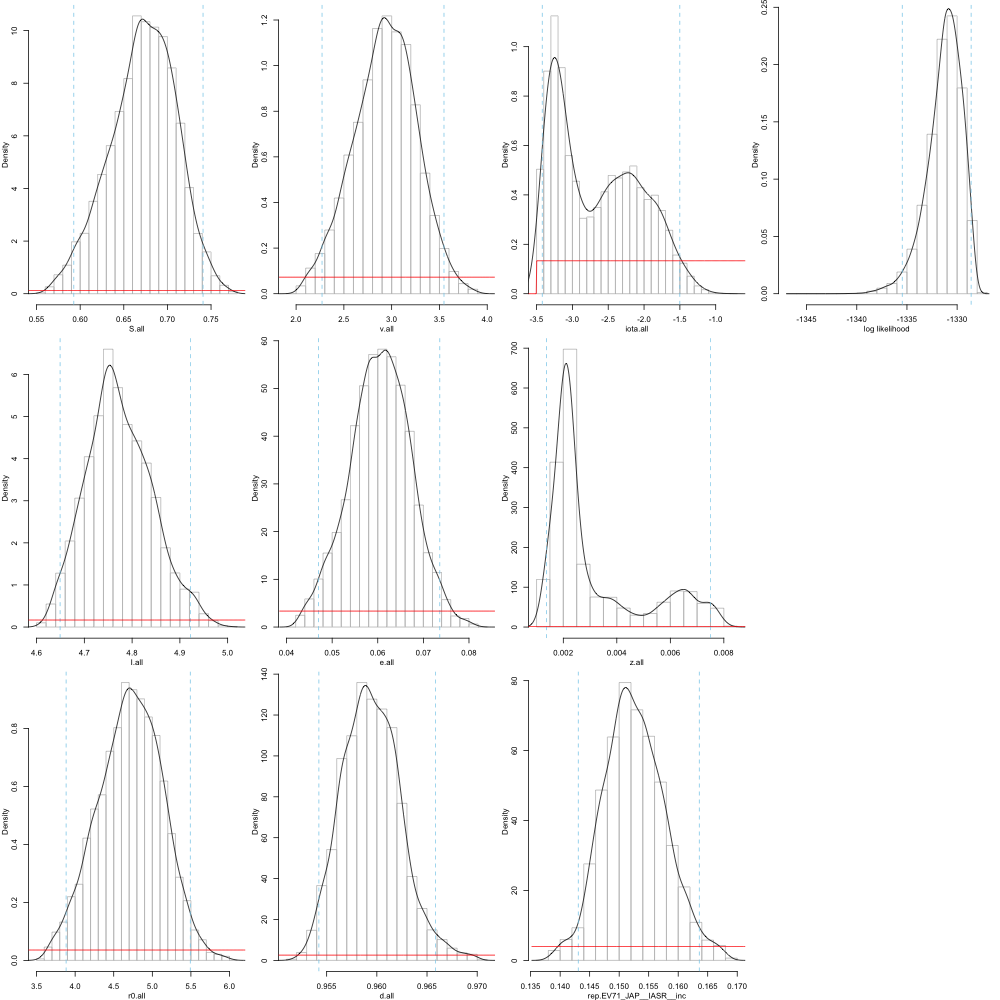 Density
0 2 4 6 8 10
0.55 0.60 0.65 0.70 0.75
S.all
Density
0.0 0.2 0.4 0.6 0.8 1.0 1.2
2.0 2.5 3.0 3.5 4.0
v.all
Density
0.0 0.2 0.4 0.6 0.8 1.0
-3.5 -3.0 -2.5 -2.0 -1.5 -1.0
iota.all
Density
0.00 0.05 0.10 0.15 0.20 0.25
-1345 -1340 -1335 -1330
log likelihood
Density
0 1 2 3 4 5 6
4.6 4.7 4.8 4.9 5.0
l.all
Density
0 10 20 30 40 50 60
0.04 0.05 0.06 0.07 0.08
e.all
Density
0 100 200 300 400 500 600 700
0.002 0.004 0.006 0.008
z.all
Density
0.0 0.2 0.4 0.6 0.8
3.5 4.0 4.5 5.0 5.5 6.0
r0.all
Density
0 20 40 60 80 100 120 140
0.955 0.960 0.965 0.970
d.all
Density
0 20 40 60 80
0.135 0.140 0.145 0.150 0.155 0.160 0.165 0.170
rep.EV71_JAP__IASR__inc